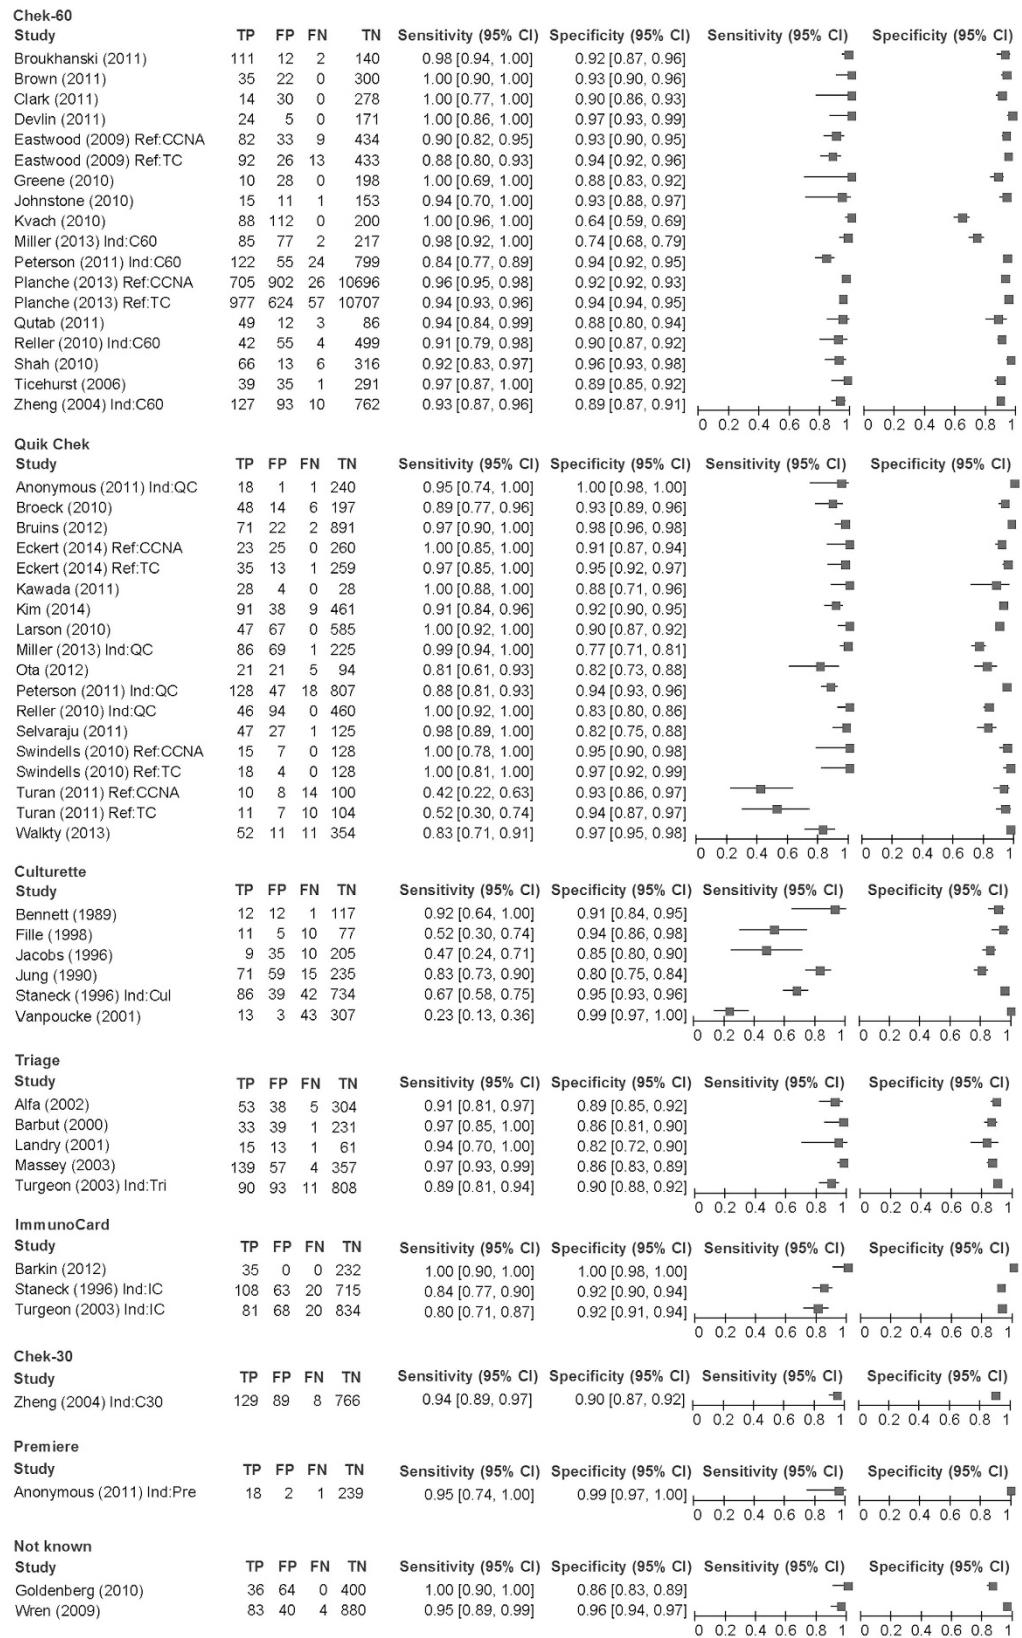 Chek-60
Study TP FP FN TN Sensitivity (95% CI) Specificity (95% CI) Sensitivity (95% CI) Specificity (95% CI)
Broukhanski (2011) 111 12 2 140 0.98 [0.94, 1.00] 0.92 [0.87, 0.96]
Brown (2011) 35 22 0 300 1.00 [0.90, 1.00] 0.93 [0.90, 0.96]
Clark (2011) 14 30 0 278 1.00 [0.77, 1.00] 0.90 [0.86, 0.93]
Devlin (2011) 24 5 0 171 1.00 [0.86, 1.00] 0.97 [0.93, 0.99]
Eastwood (2009) Ref:CCNA 82 33 9 434 0.90 [0.82, 0.95] 0.93 [0.90, 0.95]
Eastwood (2009) Ref:TC 92 26 13 433 0.88 [0.80, 0.93] 0.94 [0.92, 0.96]
Greene (2010) 10 28 0 198 1.00 [0.69, 1.00] 0.88 [0.83, 0.92]
Johnstone (2010) 15 11 1 153 0.94 [0.70, 1.00] 0.93 [0.88, 0.97]
Kvach (2010) 88 112 0 200 1.00 [0.96, 1.00] 0.64 [0.59, 0.69]
Miller (2013) Ind:C60 85 77 2 217 0.98 [0.92, 1.00] 0.74 [0.68, 0.79]
Peterson (2011) Ind:C60 122 55 24 799 0.84 [0.77, 0.89] 0.94 [0.92, 0.95]
Planche (2013) Ref:CCNA 705 902 26 10696 0.96 [0.95, 0.98] 0.92 [0.92, 0.93]
Planche (2013) Ref:TC 977 624 57 10707 0.94 [0.93, 0.96] 0.94 [0.94, 0.95]
Qutab (2011) 49 12 3 86 0.94 [0.84, 0.99] 0.88 [0.80, 0.94]
Reller (2010) Ind:C60 42 55 4 499 0.91 [0.79, 0.98] 0.90 [0.87, 0.92]
Shah (2010) 66 13 6 316 0.92 [0.83, 0.97] 0.96 [0.93, 0.98]
Ticehurst (2006) 39 35 1 291 0.97 [0.87, 1.00] 0.89 [0.85, 0.92]
Zheng (2004) Ind:C60 127 93 10 762 0.93 [0.87, 0.96] 0.89 [0.87, 0.91]
0 0.2 0.4 0.6 0.8 1 0 0.2 0.4 0.6 0.8 1
Quik Chek
Study TP FP FN TN Sensitivity (95% CI) Specificity (95% CI) Sensitivity (95% CI) Specificity (95% CI)
Anonymous (2011) Ind:QC 18 1 1 240 0.95 [0.74, 1.00] 1.00 [0.98, 1.00]
Broeck (2010) 48 14 6 197 0.89 [0.77, 0.96] 0.93 [0.89, 0.96]
Bruins (2012) 71 22 2 891 0.97 [0.90, 1.00] 0.98 [0.96, 0.98]
Eckert (2014) Ref:CCNA 23 25 0 260 1.00 [0.85, 1.00] 0.91 [0.87, 0.94]
Eckert (2014) Ref:TC 35 13 1 259 0.97 [0.85, 1.00] 0.95 [0.92, 0.97]
Kawada (2011) 28 4 0 28 1.00 [0.88, 1.00] 0.88 [0.71, 0.96]
Kim (2014) 91 38 9 461 0.91 [0.84, 0.96] 0.92 [0.90, 0.95]
Larson (2010) 47 67 0 585 1.00 [0.92, 1.00] 0.90 [0.87, 0.92]
Miller (2013) Ind:QC 86 69 1 225 0.99 [0.94, 1.00] 0.77 [0.71, 0.81]
Ota (2012) 21 21 5 94 0.81 [0.61, 0.93] 0.82 [0.73, 0.88]
Peterson (2011) Ind:QC 128 47 18 807 0.88 [0.81, 0.93] 0.94 [0.93, 0.96]
Reller (2010) Ind:QC 46 94 0 460 1.00 [0.92, 1.00] 0.83 [0.80, 0.86]
Selvaraju (2011) 47 27 1 125 0.98 [0.89, 1.00] 0.82 [0.75, 0.88]
Swindells (2010) Ref:CCNA 15 7 0 128 1.00 [0.78, 1.00] 0.95 [0.90, 0.98]
Swindells (2010) Ref:TC 18 4 0 128 1.00 [0.81, 1.00] 0.97 [0.92, 0.99]
Turan (2011) Ref:CCNA 10 8 14 100 0.42 [0.22, 0.63] 0.93 [0.86, 0.97]
Turan (2011) Ref:TC 11 7 10 104 0.52 [0.30, 0.74] 0.94 [0.87, 0.97]
Walkty (2013) 52 11 11 354 0.83 [0.71, 0.91] 0.97 [0.95, 0.98]
0 0.2 0.4 0.6 0.8 1 0 0.2 0.4 0.6 0.8 1
Culturette
Study TP FP FN TN Sensitivity (95% CI) Specificity (95% CI) Sensitivity (95% CI) Specificity (95% CI)
Bennett (1989) 12 12 1 117 0.92 [0.64, 1.00] 0.91 [0.84, 0.95]
Fille (1998) 11 5 10 77 0.52 [0.30, 0.74] 0.94 [0.86, 0.98]
Jacobs (1996) 9 35 10 205 0.47 [0.24, 0.71] 0.85 [0.80, 0.90]
Jung (1990) 71 59 15 235 0.83 [0.73, 0.90] 0.80 [0.75, 0.84]
Staneck (1996) Ind:Cul 86 39 42 734 0.67 [0.58, 0.75] 0.95 [0.93, 0.96]
Vanpoucke (2001) 13 3 43 307 0.23 [0.13, 0.36] 0.99 [0.97, 1.00]
0 0.2 0.4 0.6 0.8 1 0 0.2 0.4 0.6 0.8 1
Triage
Study TP FP FN TN Sensitivity (95% CI) Specificity (95% CI) Sensitivity (95% CI) Specificity (95% CI)
Alfa (2002) 53 38 5 304 0.91 [0.81, 0.97] 0.89 [0.85, 0.92]
Barbut (2000) 33 39 1 231 0.97 [0.85, 1.00] 0.86 [0.81, 0.90]
Landry (2001) 15 13 1 61 0.94 [0.70, 1.00] 0.82 [0.72, 0.90]
Massey (2003) 139 57 4 357 0.97 [0.93, 0.99] 0.86 [0.83, 0.89]
Turgeon (2003) Ind:Tri 90 93 11 808 0.89 [0.81, 0.94] 0.90 [0.88, 0.92]
0 0.2 0.4 0.6 0.8 1 0 0.2 0.4 0.6 0.8 1
ImmunoCard
Study TP FP FN TN Sensitivity (95% CI) Specificity (95% CI) Sensitivity (95% CI) Specificity (95% CI)
Barkin (2012) 35 0 0 232 1.00 [0.90, 1.00] 1.00 [0.98, 1.00]
Staneck (1996) Ind:IC 108 63 20 715 0.84 [0.77, 0.90] 0.92 [0.90, 0.94]
Turgeon (2003) Ind:IC 81 68 20 834 0.80 [0.71, 0.87] 0.92 [0.91, 0.94]
0 0.2 0.4 0.6 0.8 1 0 0.2 0.4 0.6 0.8 1
Chek-30
Study TP FP FN TN Sensitivity (95% CI) Specificity (95% CI) Sensitivity (95% CI) Specificity (95% CI)
Zheng (2004) Ind:C30 129 89 8 766 0.94 [0.89, 0.97] 0.90 [0.87, 0.92]
0 0.2 0.4 0.6 0.8 1 0 0.2 0.4 0.6 0.8 1
Premiere
Study TP FP FN TN Sensitivity (95% CI) Specificity (95% CI) Sensitivity (95% CI) Specificity (95% CI)
Anonymous (2011) Ind:Pre 18 2 1 239 0.95 [0.74, 1.00] 0.99 [0.97, 1.00]
0 0.2 0.4 0.6 0.8 1 0 0.2 0.4 0.6 0.8 1
Not known
Study TP FP FN TN Sensitivity (95% CI) Specificity (95% CI) Sensitivity (95% CI) Specificity (95% CI)
Goldenberg (2010) 36 64 0 400 1.00 [0.90, 1.00] 0.86 [0.83, 0.89]
Wren (2009) 83 40 4 880 0.95 [0.89, 0.99] 0.96 [0.94, 0.97]
0 0.2 0.4 0.6 0.8 1 0 0.2 0.4 0.6 0.8 1